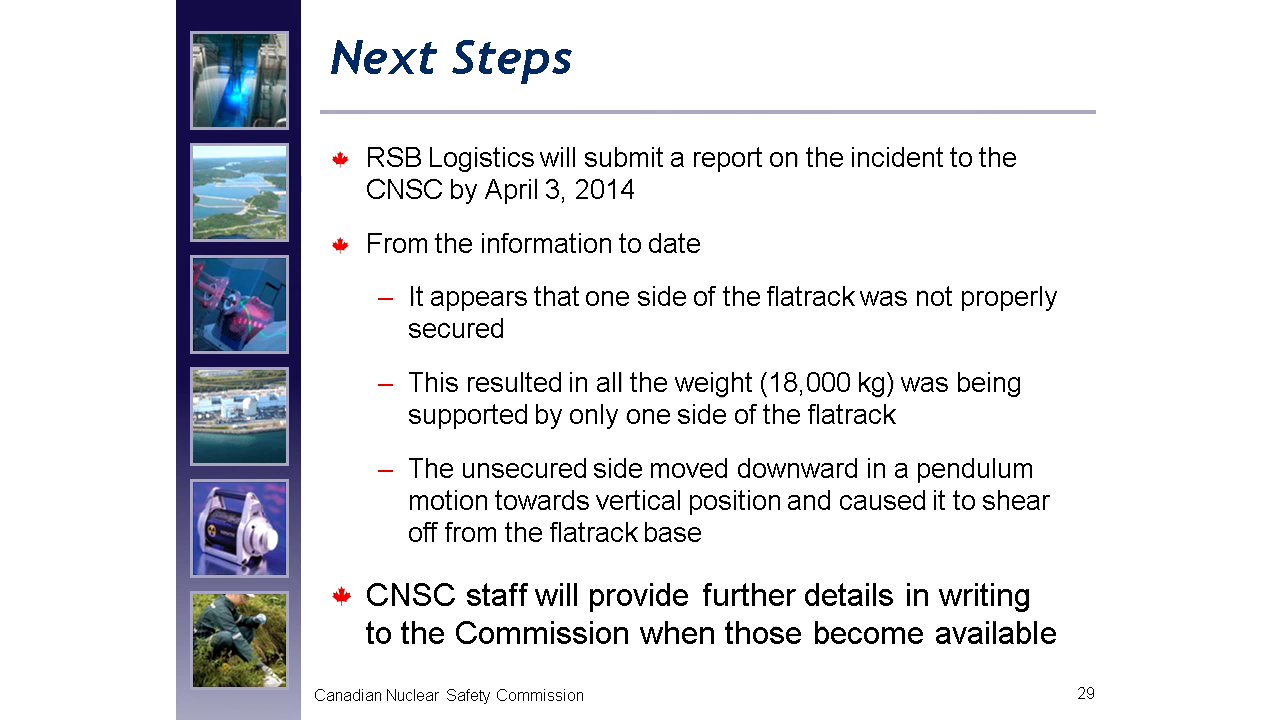 Next Steps
RSB Logistics will submit a report on the incident to the
CNSC by April 3, 2014
From the information to date
– It appears that one side of the flatrack was not properly
secured
– This resulted in all the weight (18,000 kg) was being
supported by only one side of the flatrack
– The unsecured side moved downward in a pendulum
motion towards vertical position and caused it to shear
off from the flatrack base
CNSC staff will provide further details in writing
to the Commission when those become available
Canadian Nuclear Safety Commission
29